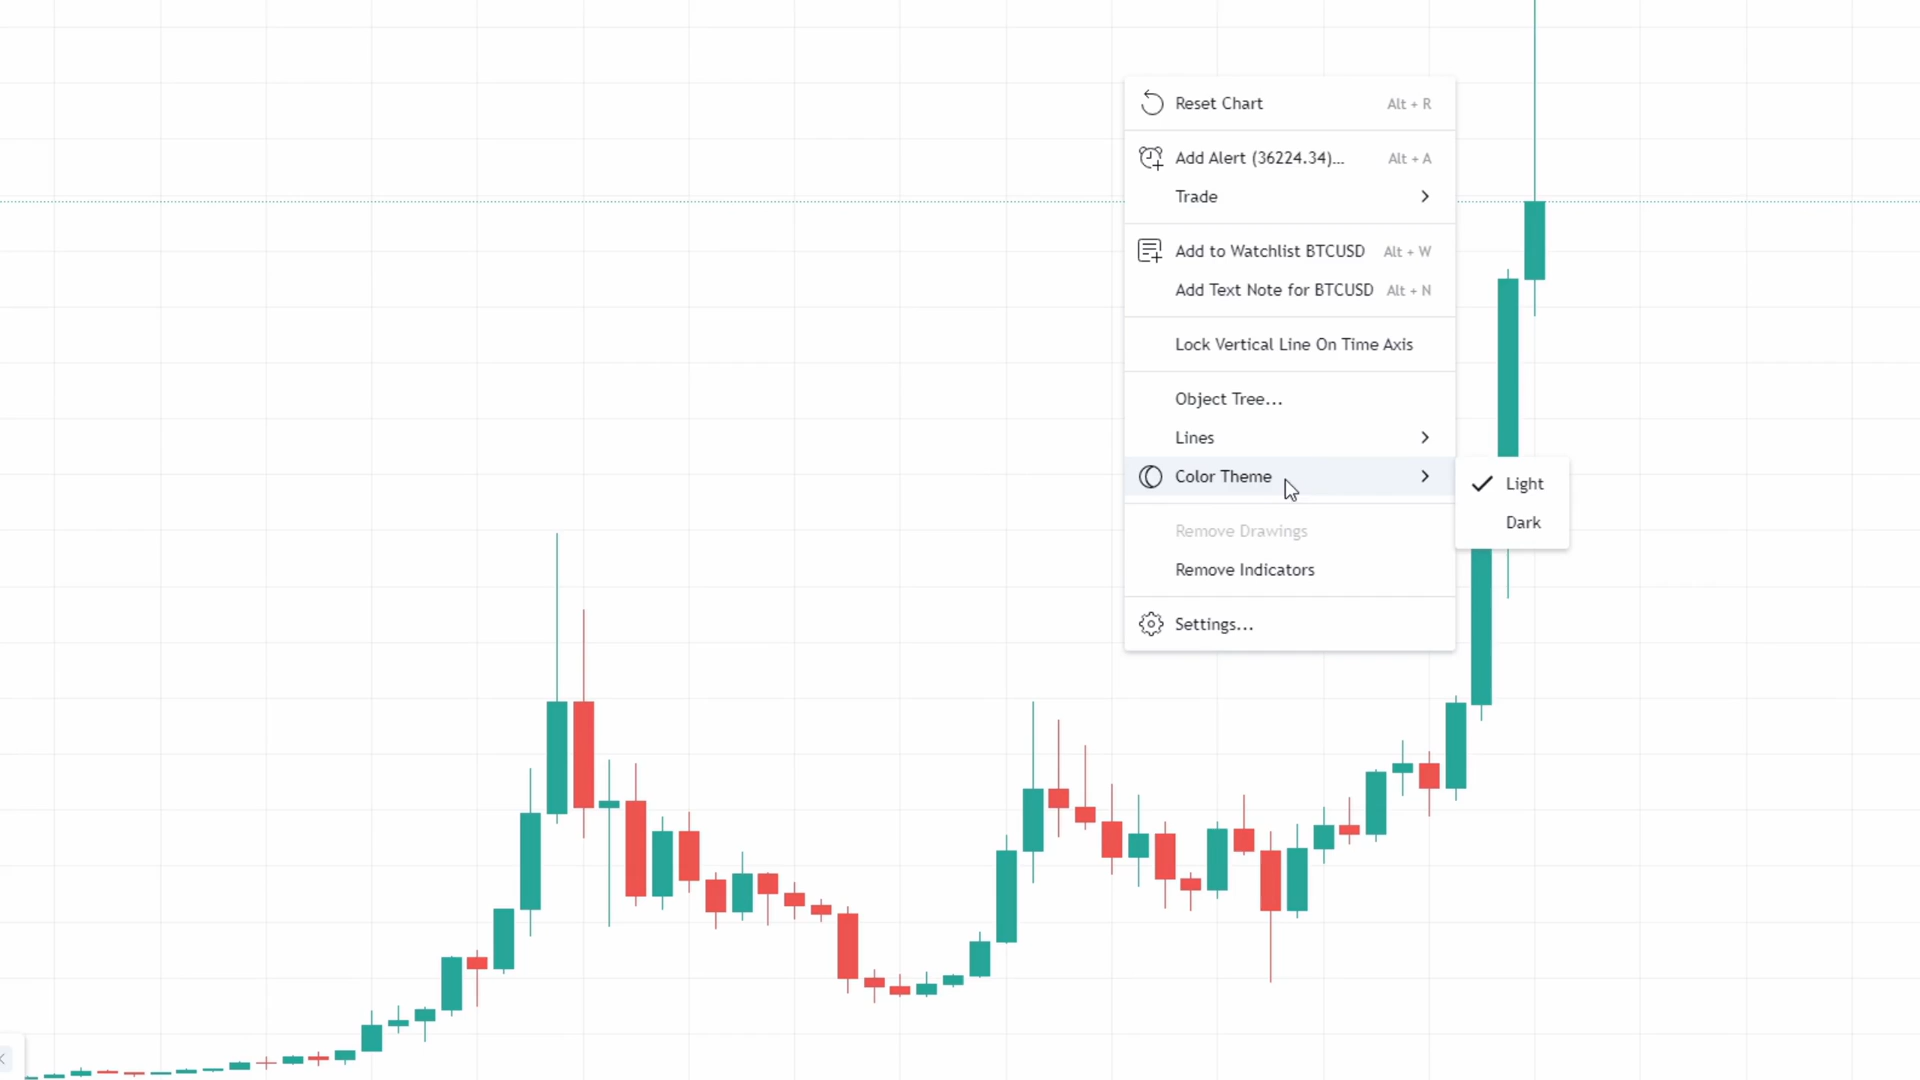 Reset Chart Alt + R
Add Alert (36224.34)... Alt + A
Trade
Add to Watchlist BTCUSD Alt + W
Add Text Note for BTCUSD Alt + N
Lock Vertical Line On Time Axis
Object Tree...
Lines
Color Theme
Light
Dark
Remove Drawings
Remove Indicators
Settings...